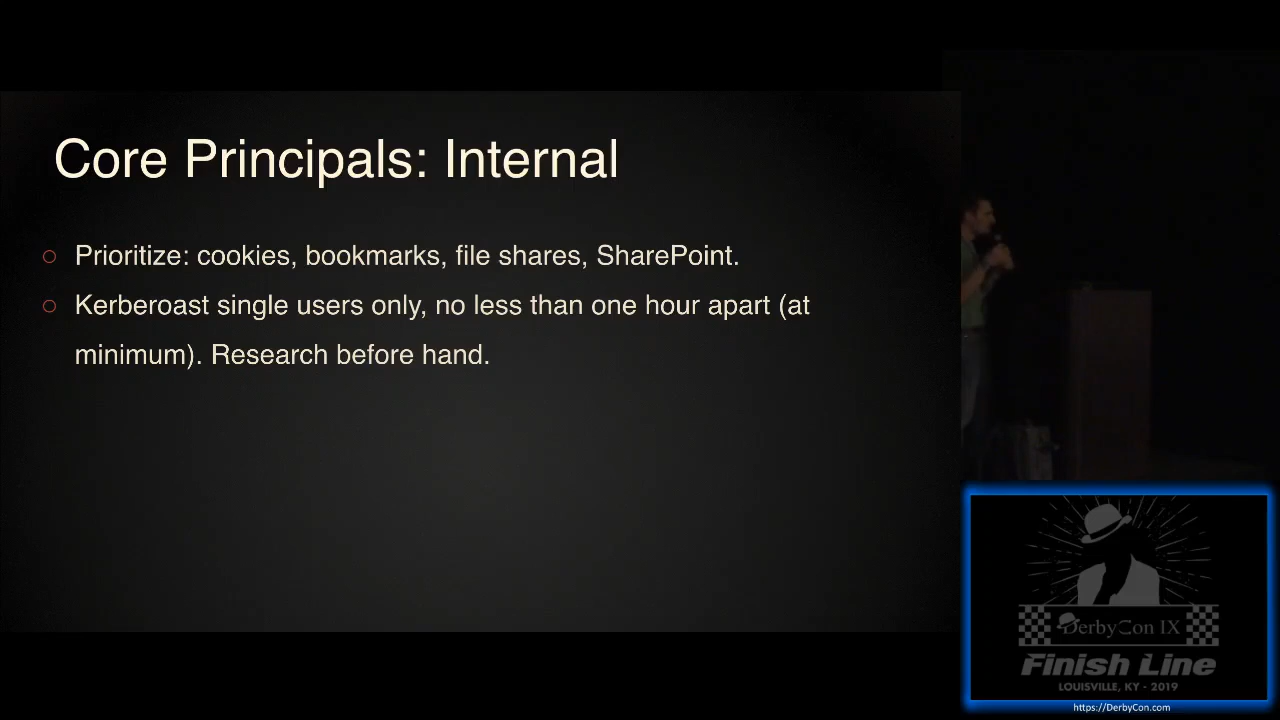 Core Principals: Internal
Prioritize: cookies, bookmarks, file shares, SharePoint.
Kerberoast single users only, no less than one hour apart (at
minimum). Research before hand.
DerbyCon IX
Finish Line
LOUISVILLE, KY - 2019
https://DerbyCon.com